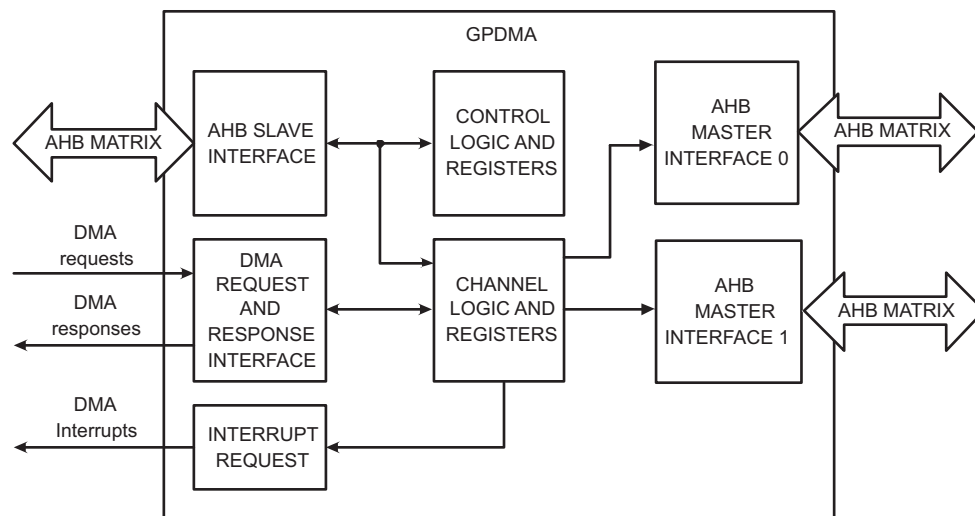 GPDMA
AHB MATRIX
AHB SLAVE
INTERFACE
CONTROL
LOGIC AND
REGISTERS
AHB
MASTER
INTERFACE 0
AHB MATRIX
DMA
requests
DMA
responses
DMA
REQUEST
AND
RESPONSE
INTERFACE
CHANNEL
LOGIC AND
REGISTERS
AHB
MASTER
INTERFACE 1
AHB MATRIX
DMA
Interrupts
INTERRUPT
REQUEST